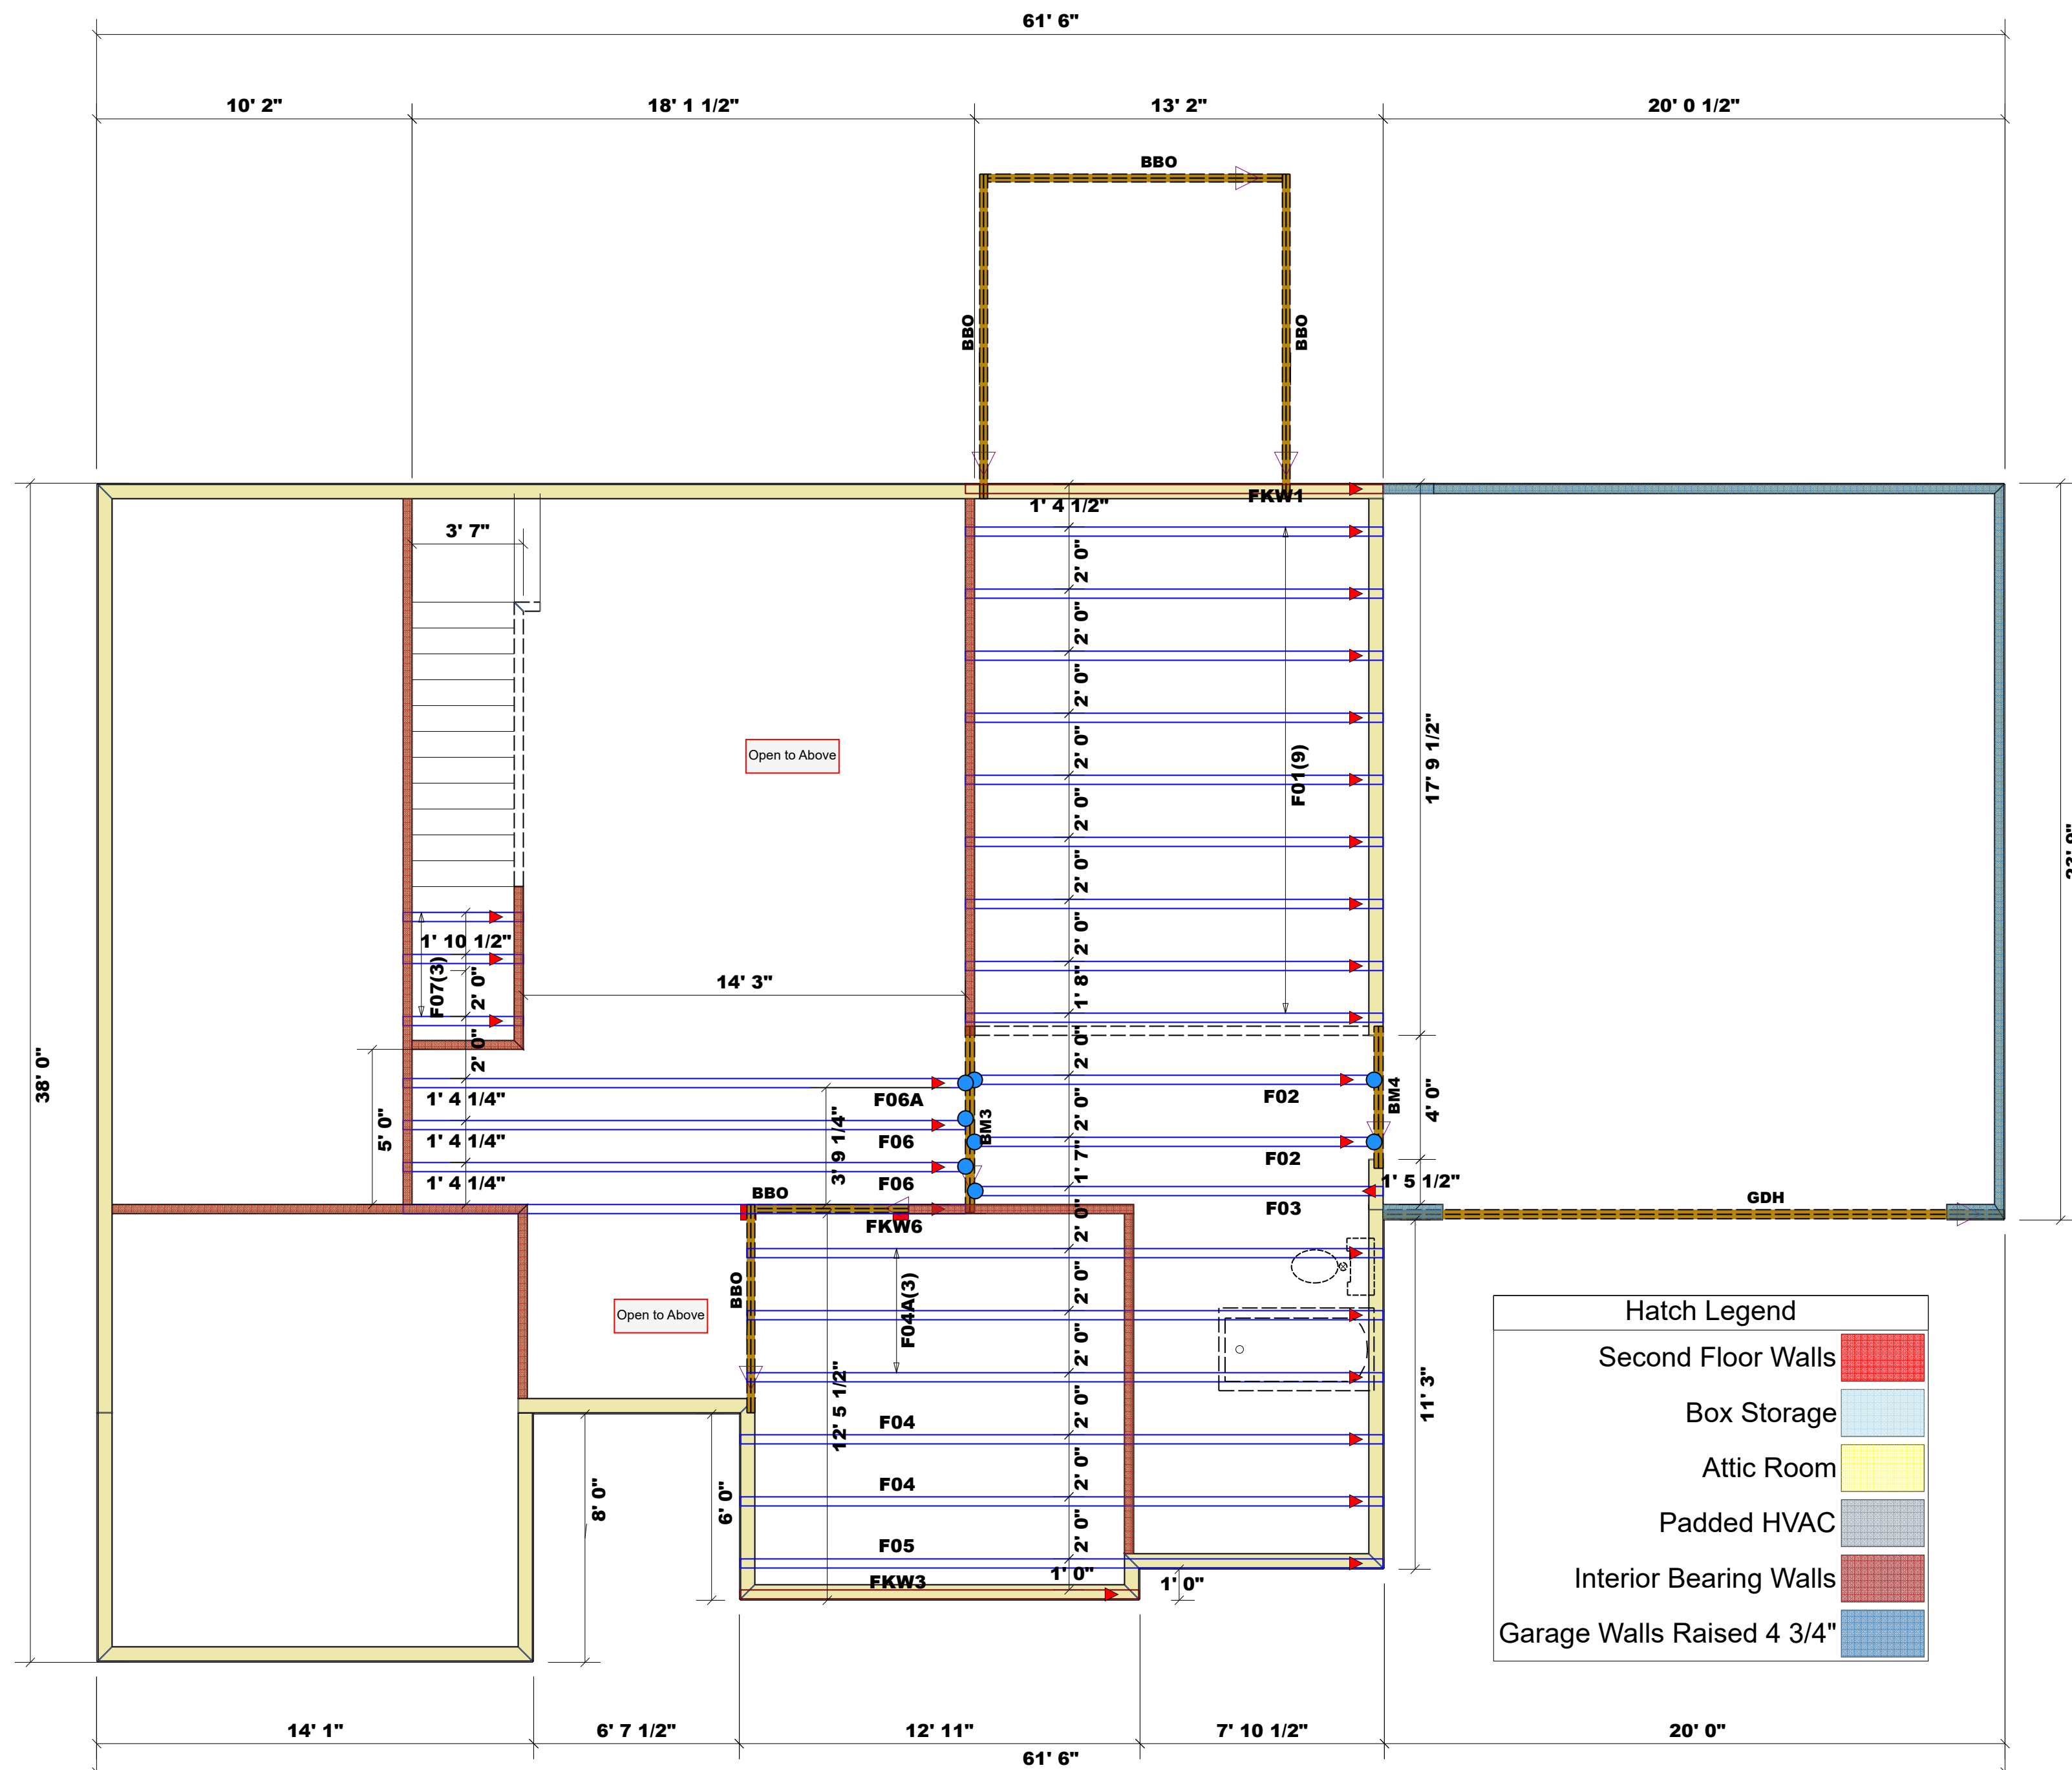 61' 6"
10' 2"
18' 1 1/2"
13' 2"
20' 0 1/2"
BBO
BBO
BBO
FKW1
1' 4 1/2"
3' 7"
2' 0"
2' 0"
2' 0"
2' 0"
2' 0"
2' 0"
2' 0"
1' 8"
Open to Above
F01(9)
17' 9 1/2"
1' 10 1/2"
F07(3)
2' 0"
2' 0"
14' 3"
38' 0"
5' 0"
1' 4 1/4"
1' 4 1/4"
1' 4 1/4"
F06A
F06
F06
3' 9 1/4"
BM3
2' 0"
2' 0"
1' 7"
F02
F02
F03
BM4
4' 0"
1' 5 1/2"
GDH
BBO
FKW6
BBO
F04A(3)
Open to Above
2' 0"
2' 0"
2' 0"
2' 0"
2' 0"
2' 0"
12' 5 1/2"
11' 3"
F04
F04
F05
FKW3
8' 0"
6' 0"
1' 0"
1' 0"
Hatch Legend
Second Floor Walls
Box Storage
Attic Room
Padded HVAC
Interior Bearing Walls
Garage Walls Raised 4 3/4"
14' 1"
6' 7 1/2"
12' 11"
7' 10 1/2"
20' 0"
61' 6"